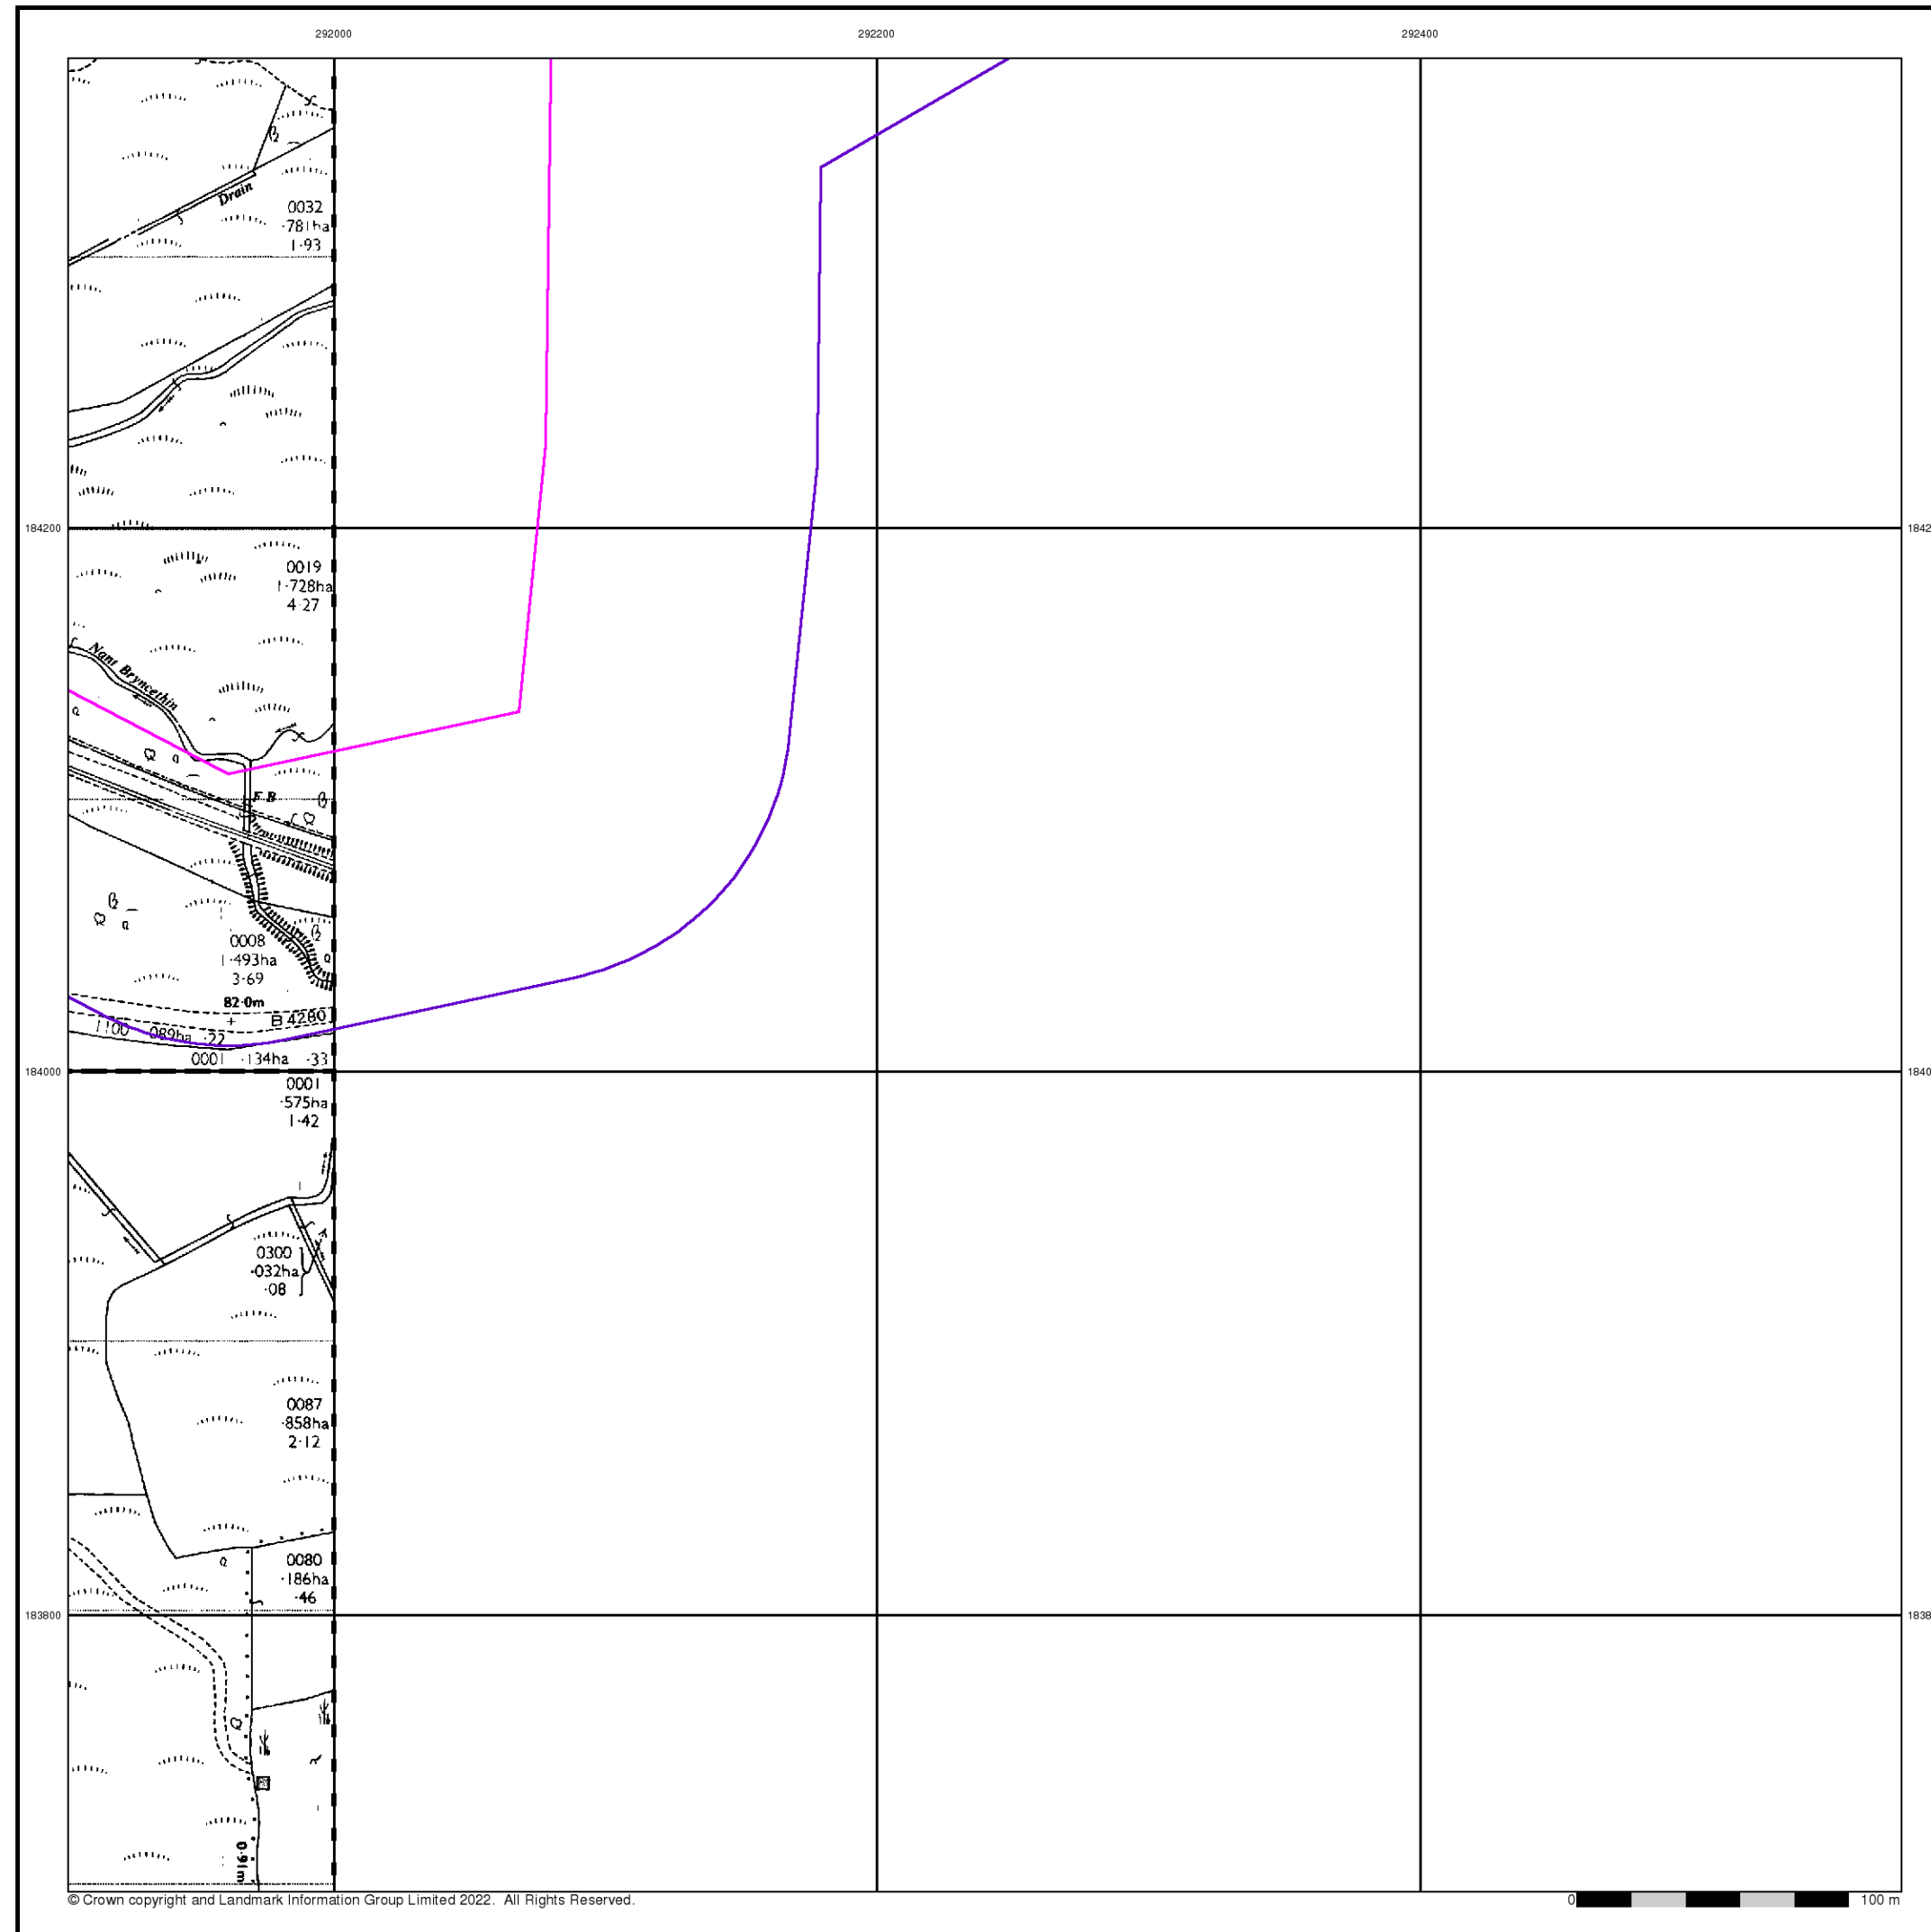 292000 292200 292400
Drain
0032
·781ha
1·93
184200 1842
0019
1·728ha
4·27
Nant Bryncethin
F B
0008
1·493ha
3·69
82·0m
B 4280
1100 ·089ha ·22
0001 ·134ha ·33
184000 1840
0001
·575ha
1·42
0300
·032ha
·08
0087
·858ha
2·12
0080
·186ha
·46
183800 1838
0·91m
© Crown copyright and Landmark Information Group Limited 2022. All Rights Reserved.
0 100 m